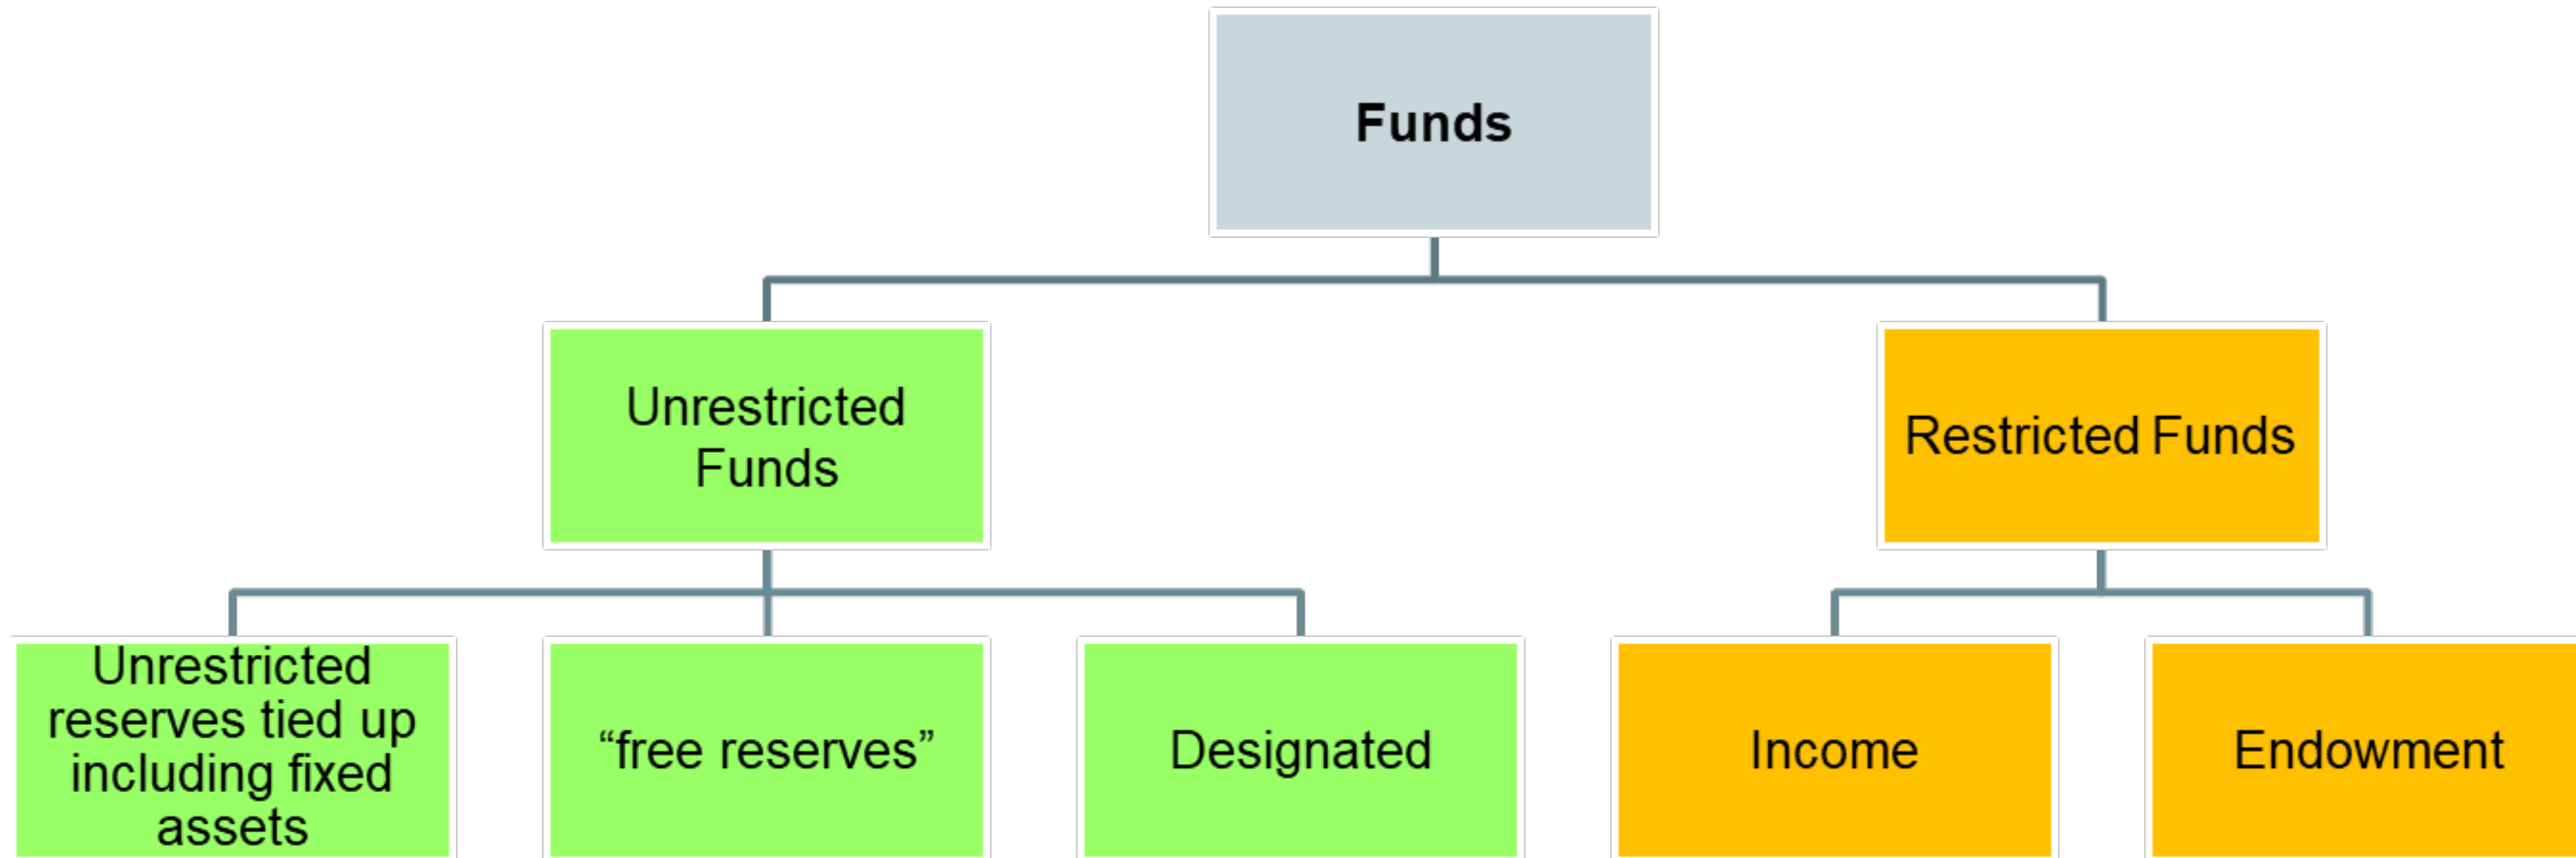 Funds
Unrestricted
Funds
Restricted Funds
Unrestricted
reserves tied up
including fixed
assets
“free reserves”
Designated
Income
Endowment